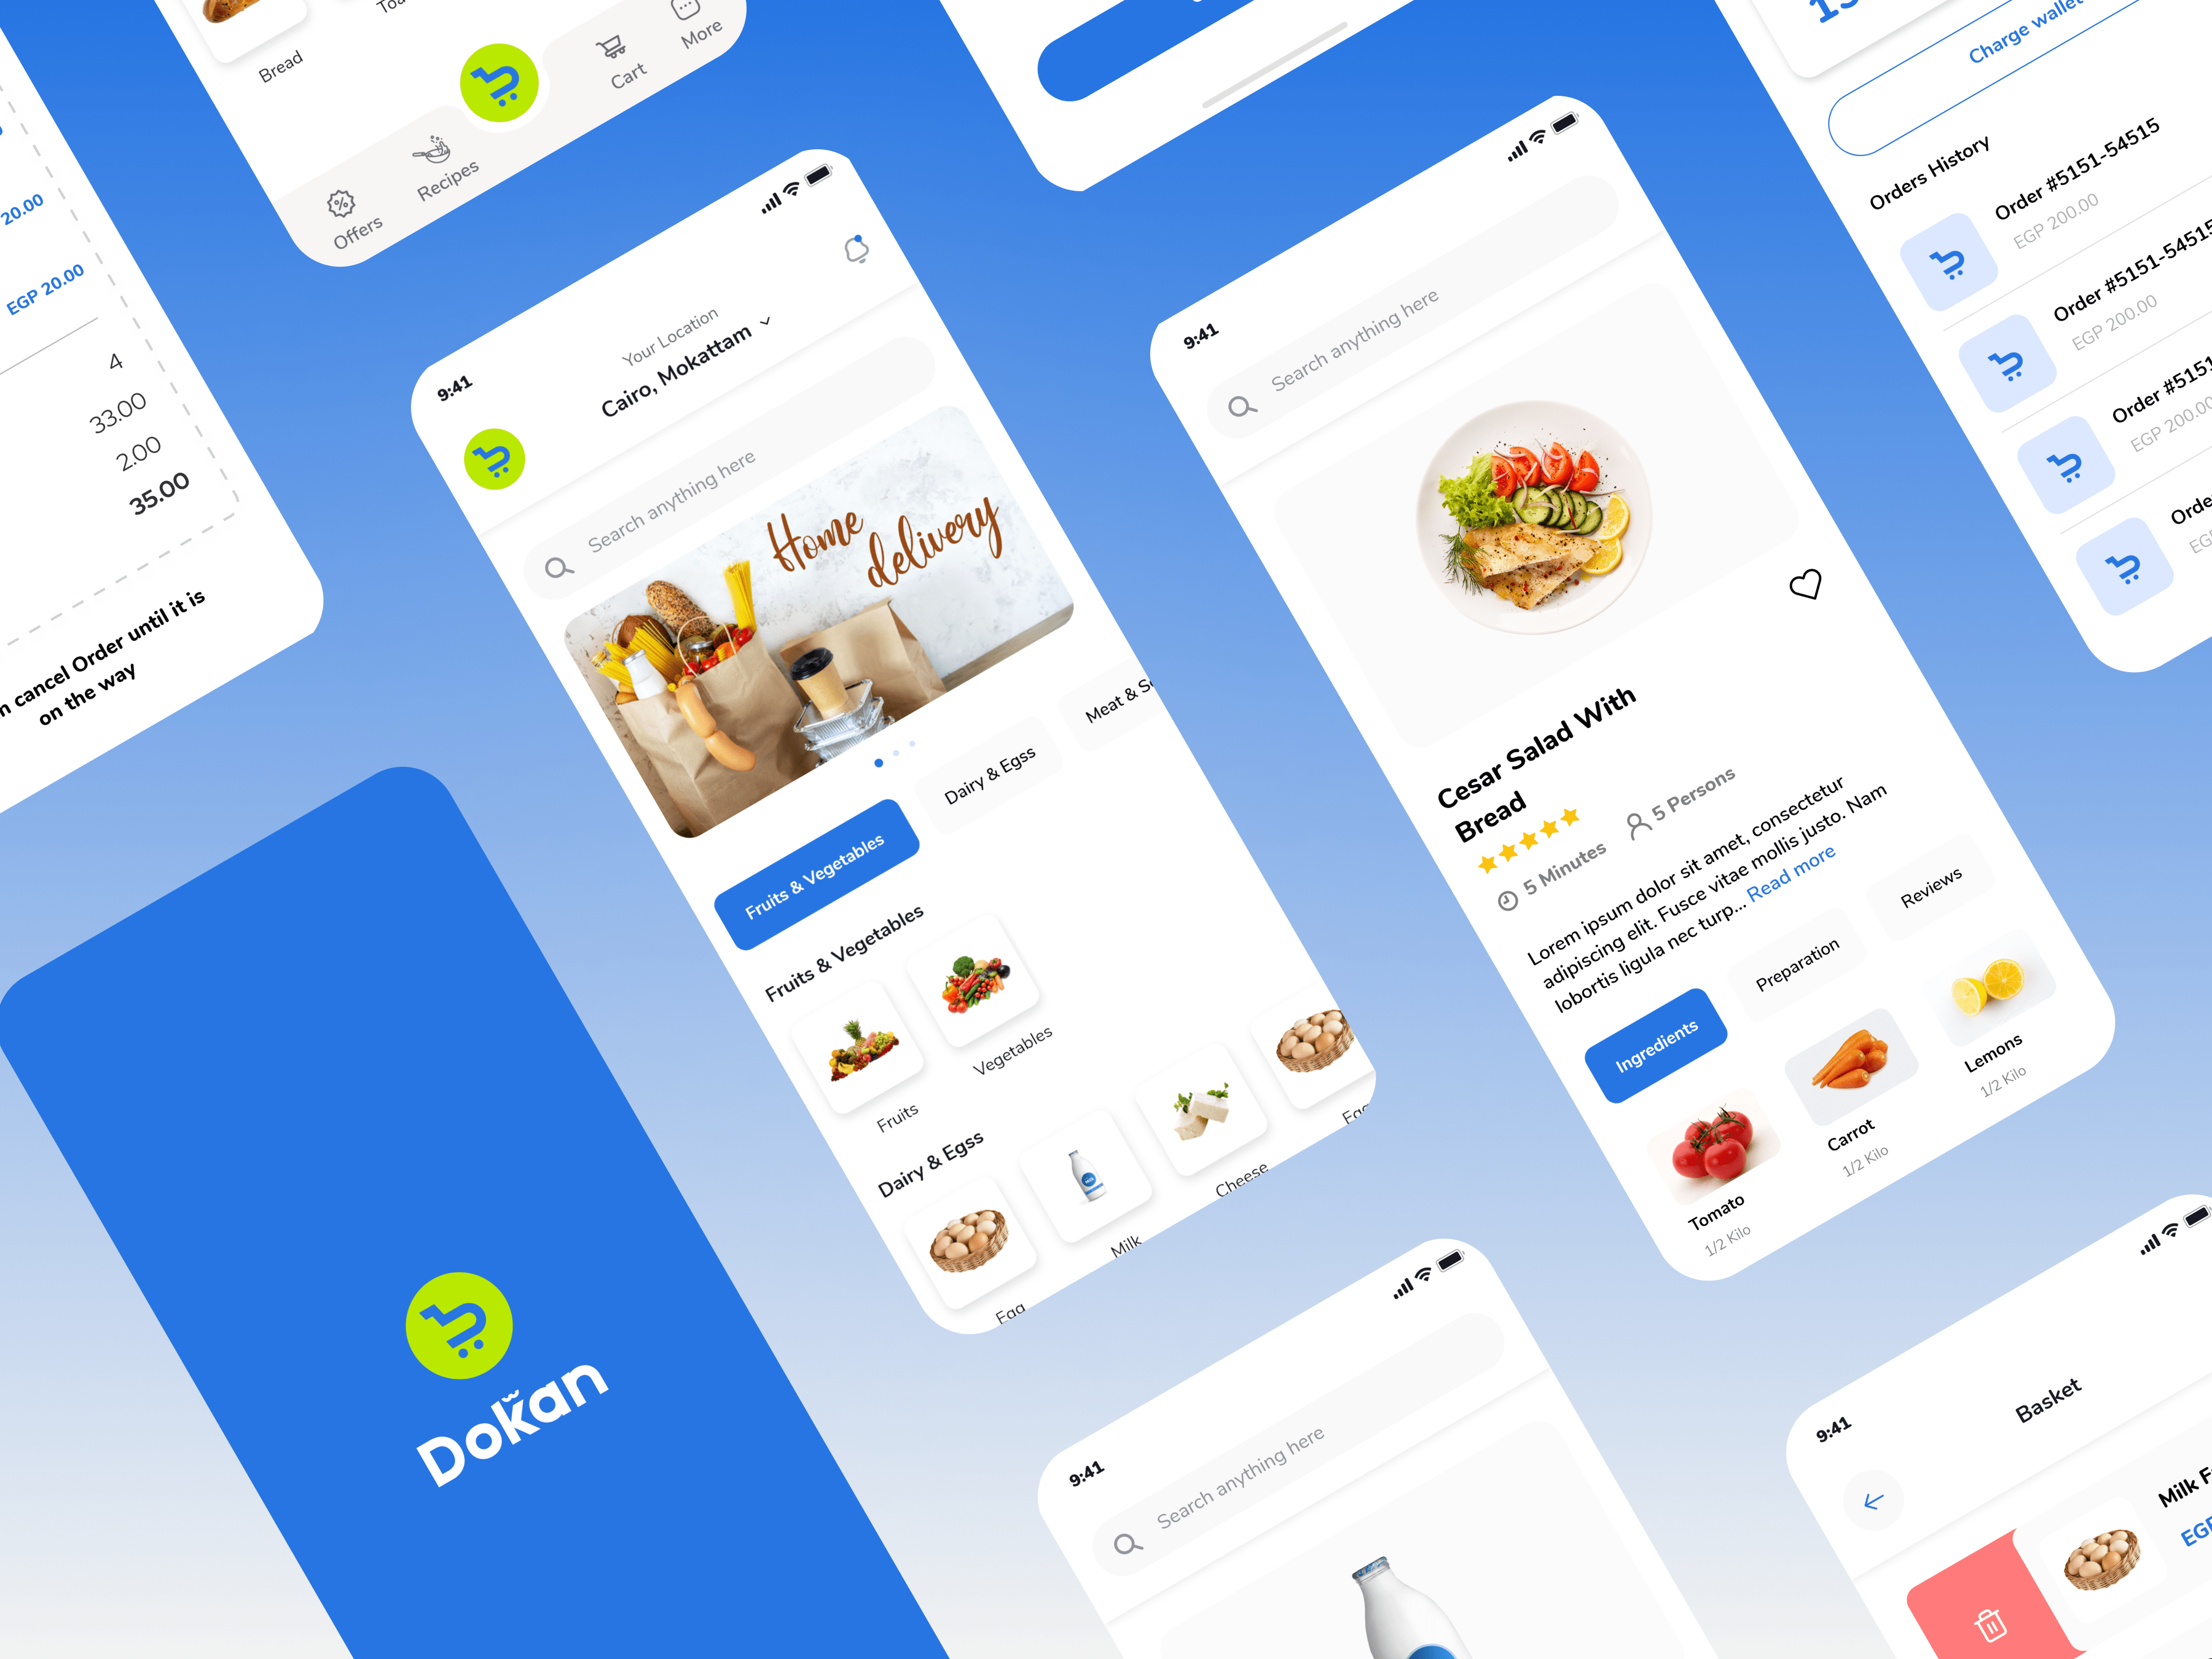 20.00
EGP 20.00
4
33.00
2.00
35.00
cancel Order until it is
on the way
Bread
Offers
Recipes
Cart
More
Dokan
9:41
Your Location
Cairo, Mokattam
Search anything here
Home
delivery
Fruits & Vegetables
Dairy & Egss
Meat &
Fruits & Vegetables
Fruits
Vegetables
Dairy & Egss
Egg
Milk
Cheese
9:41
Search anything here
Cesar Salad With
Bread
5 Minutes
5 Persons
Lorem ipsum dolor sit amet, consectetur
adipiscing elit. Fusce vitae mollis justo. Nam
lobortis ligula nec turp... Read more
Ingredients
Preparation
Reviews
Tomato
1/2 Kilo
Carrot
1/2 Kilo
Lemons
1/2 Kilo
Charge wallet
Orders History
Order #5151-54515
EGP 200.00
Order #5151-54515
EGP 200.00
Order #5151
EGP 200.00
9:41
Search anything here
9:41
Basket
Milk